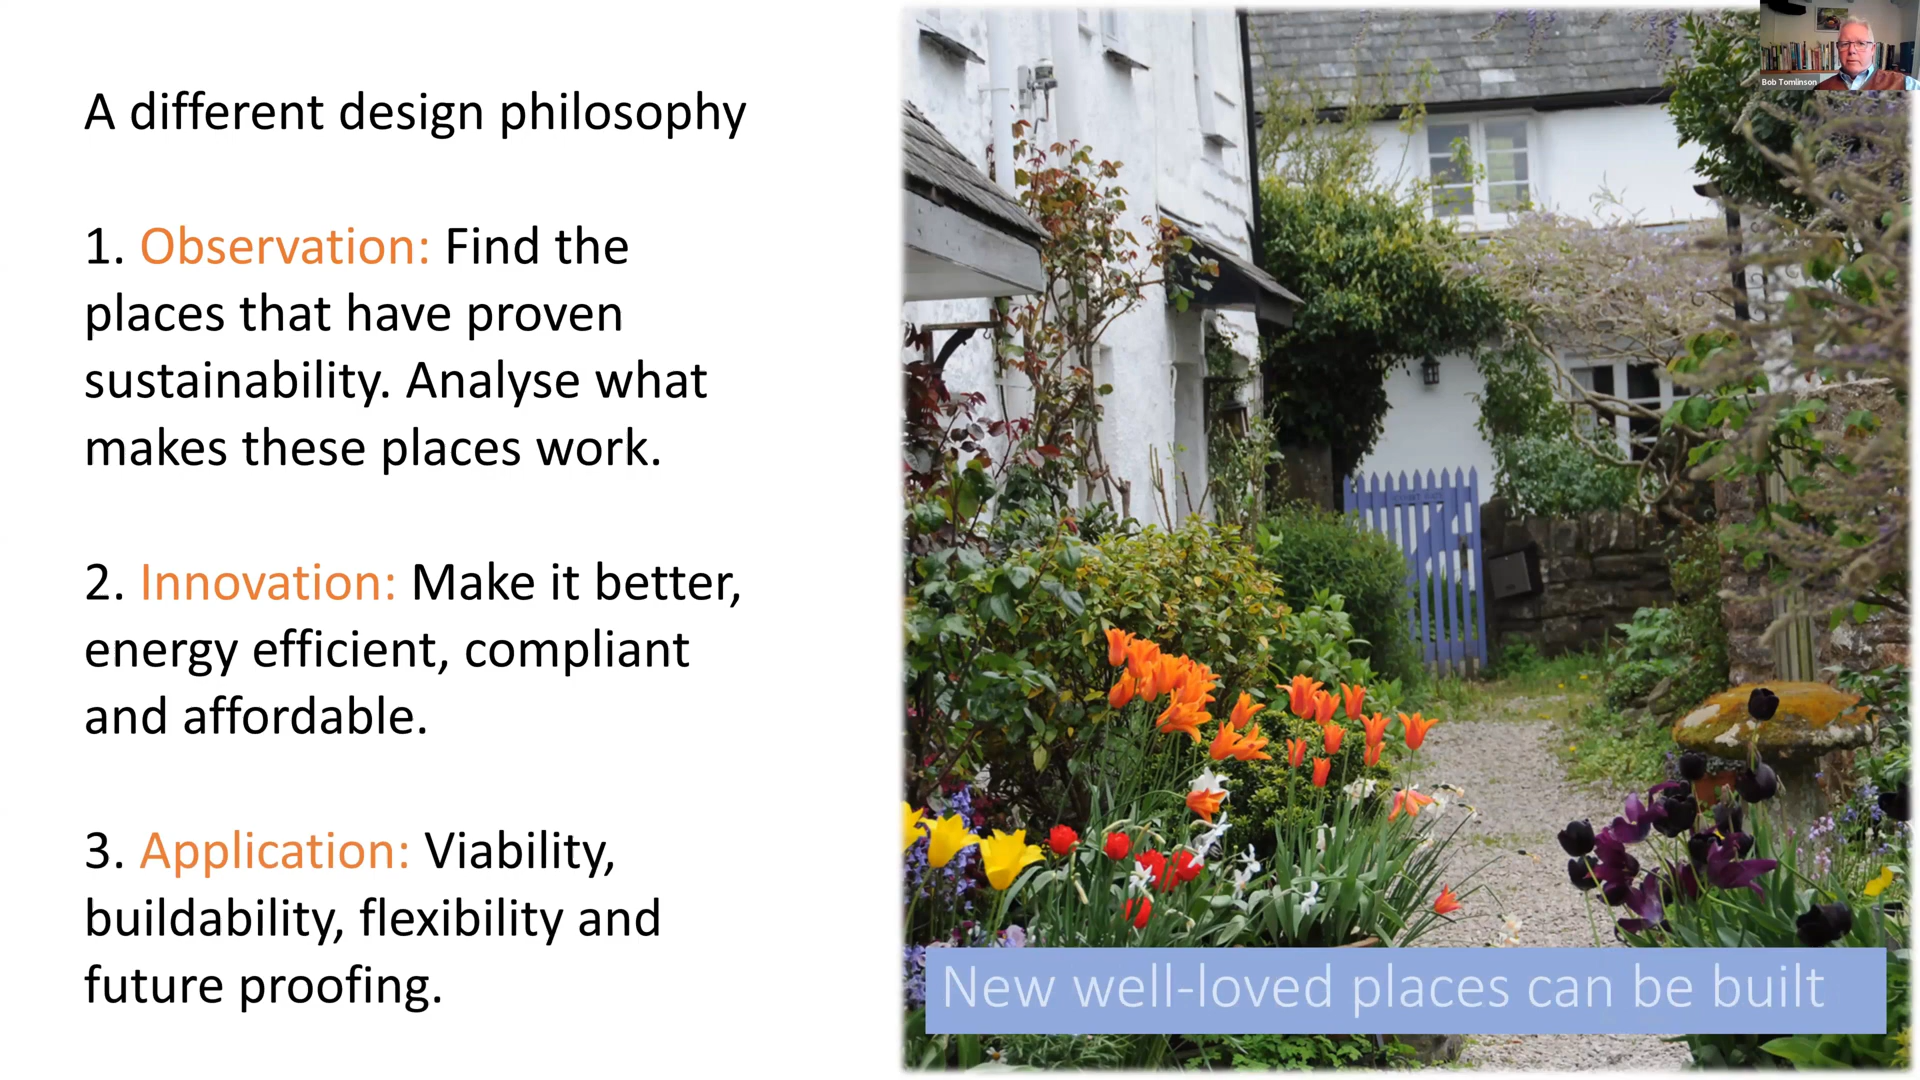 A different design philosophy
1. Observation: Find the
places that have proven
sustainability. Analyse what
makes these places work.
2. Innovation: Make it better,
energy efficient, compliant
and affordable.
3. Application: Viability,
buildability, flexibility and
future proofing.
New well-loved places can be built
Bob Tomlinson